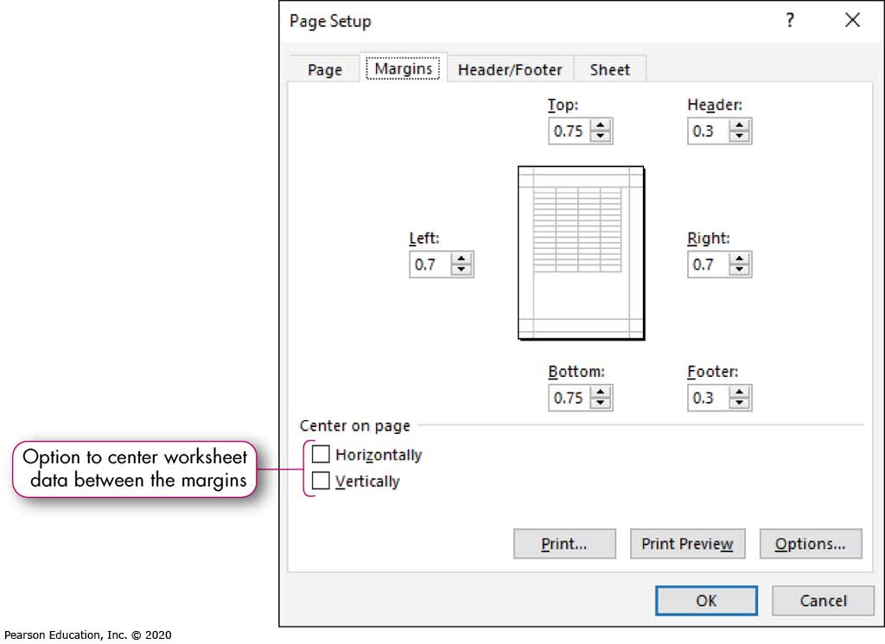 Page Setup ?
Page Margins Header/Footer Sheet
Top: Header:
0.75 0.3
Left: Right:
0.7 0.7
Bottom: Footer:
0.75 0.3
Center on page
Horizontally
Vertically
Option to center worksheet
data between the margins
Print... Print Preview Options...
OK Cancel
Pearson Education, Inc. © 2020